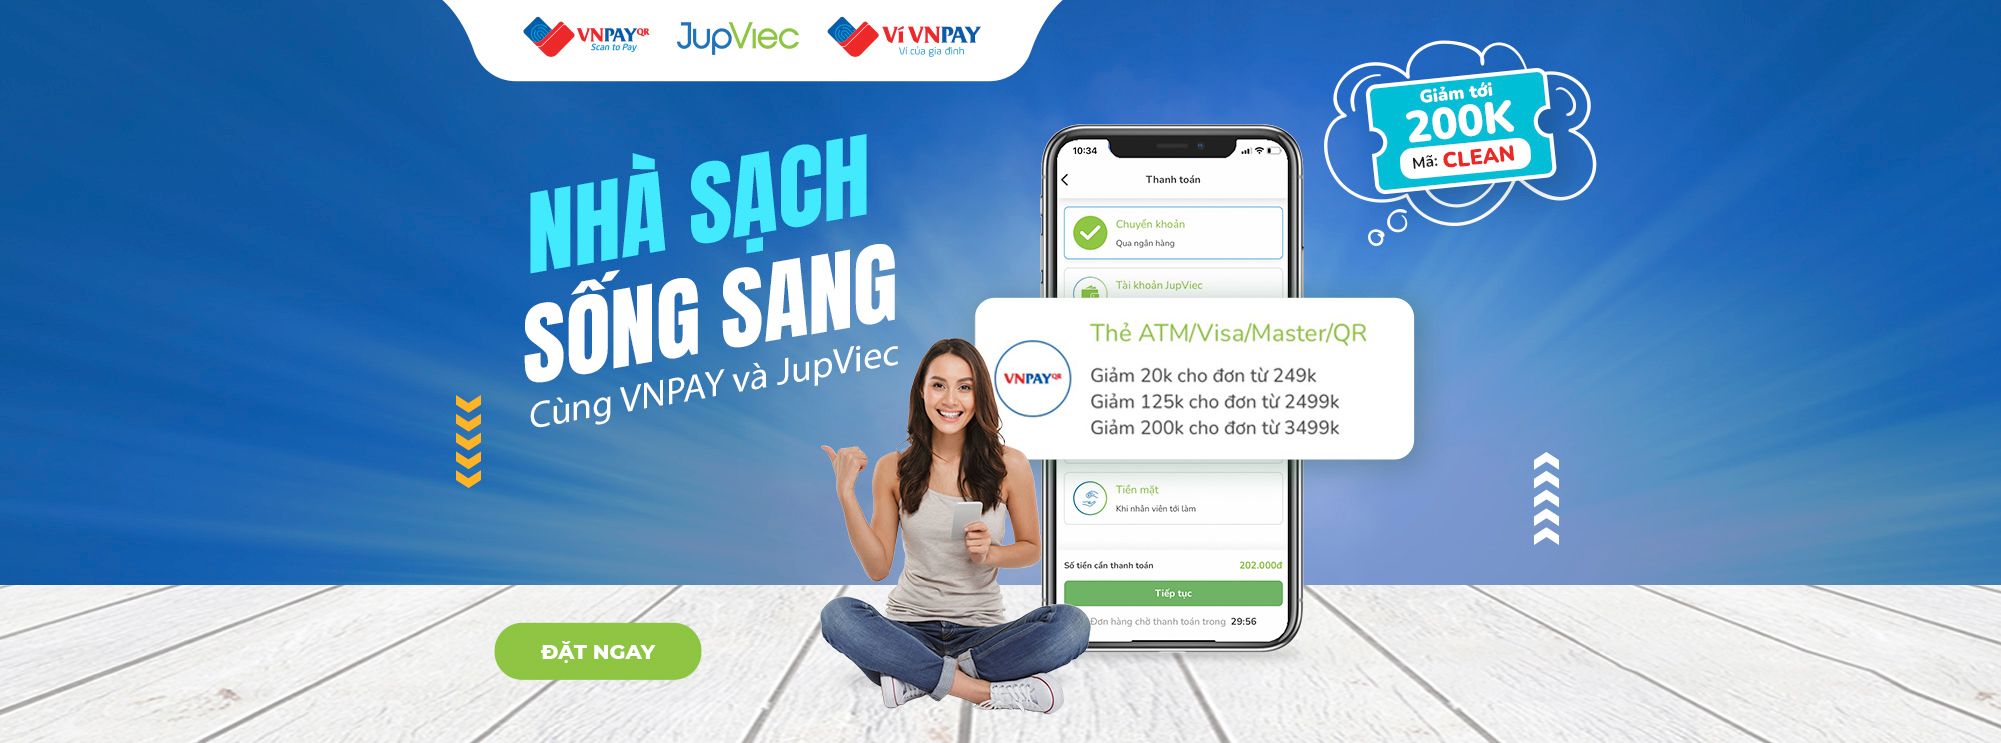 VNPAYQR
Scan to Pay
JupViec
Ví VNPAY
Ví của gia đình
NHÀ SẠCH
SỐNG SANG
Cùng VNPAY và JupViec
Giảm tới
200K
Mã: CLEAN
10:34
Thanh toán
Chuyển khoản
Qua ngân hàng
Tài khoản JupViec
VNPAYQR
Thẻ ATM/Visa/Master/QR
Giảm 20k cho đơn từ 249k
Giảm 125k cho đơn từ 2499k
Giảm 200k cho đơn từ 3499k
Tiền mặt
Khi nhân viên tới làm
Số tiền cần thanh toán 202.000đ
Tiếp tục
Đơn hàng chờ thanh toán trong 29:56
ĐẶT NGAY